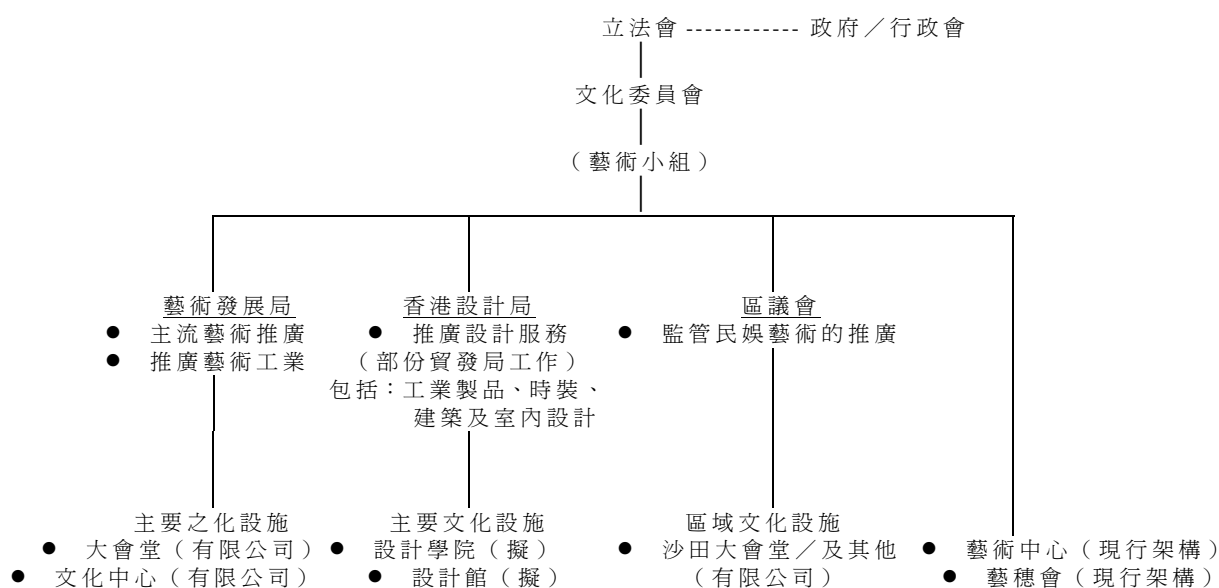 立法會 ------------ 政府／行政會
文化委員會
（藝術小組）
藝術發展局
● 主流藝術推廣
● 推廣藝術工業
香港設計局
● 推廣設計服務
（部份貿發局工作）
包括：工業製品、時裝、
建築及室內設計
區議會
● 監管民娛藝術的推廣
主要之化設施
● 大會堂（有限公司）
● 文化中心（有限公司）
主要文化設施
● 設計學院（擬）
● 設計館（擬）
區域文化設施
● 沙田大會堂／及其他
（有限公司）
● 藝術中心（現行架構）
● 藝穗會（現行架構）